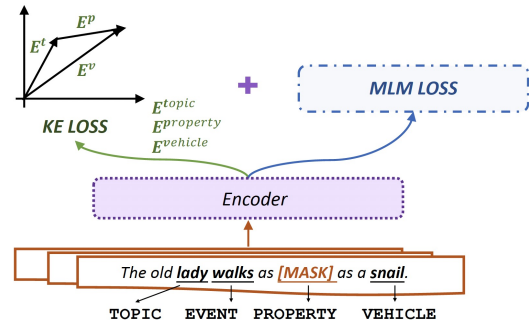 E^p
E^t
E^v
+
MLM LOSS
KE LOSS
E^topic
E^property
E^vehicle
Encoder
The old lady walks as [MASK] as a snail.
TOPIC EVENT PROPERTY VEHICLE